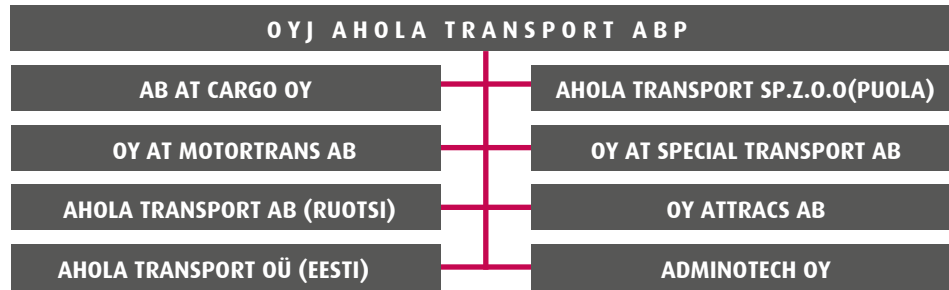 OYJ AHOLA TRANSPORT ABP
AB AT CARGO OY
AHOLA TRANSPORT SP.Z.O.O(PUOLA)
OY AT MOTORTRANS AB
OY AT SPECIAL TRANSPORT AB
AHOLA TRANSPORT AB (RUOTSI)
OY ATTRACS AB
AHOLA TRANSPORT OÜ (EESTI)
ADMINOTECH OY